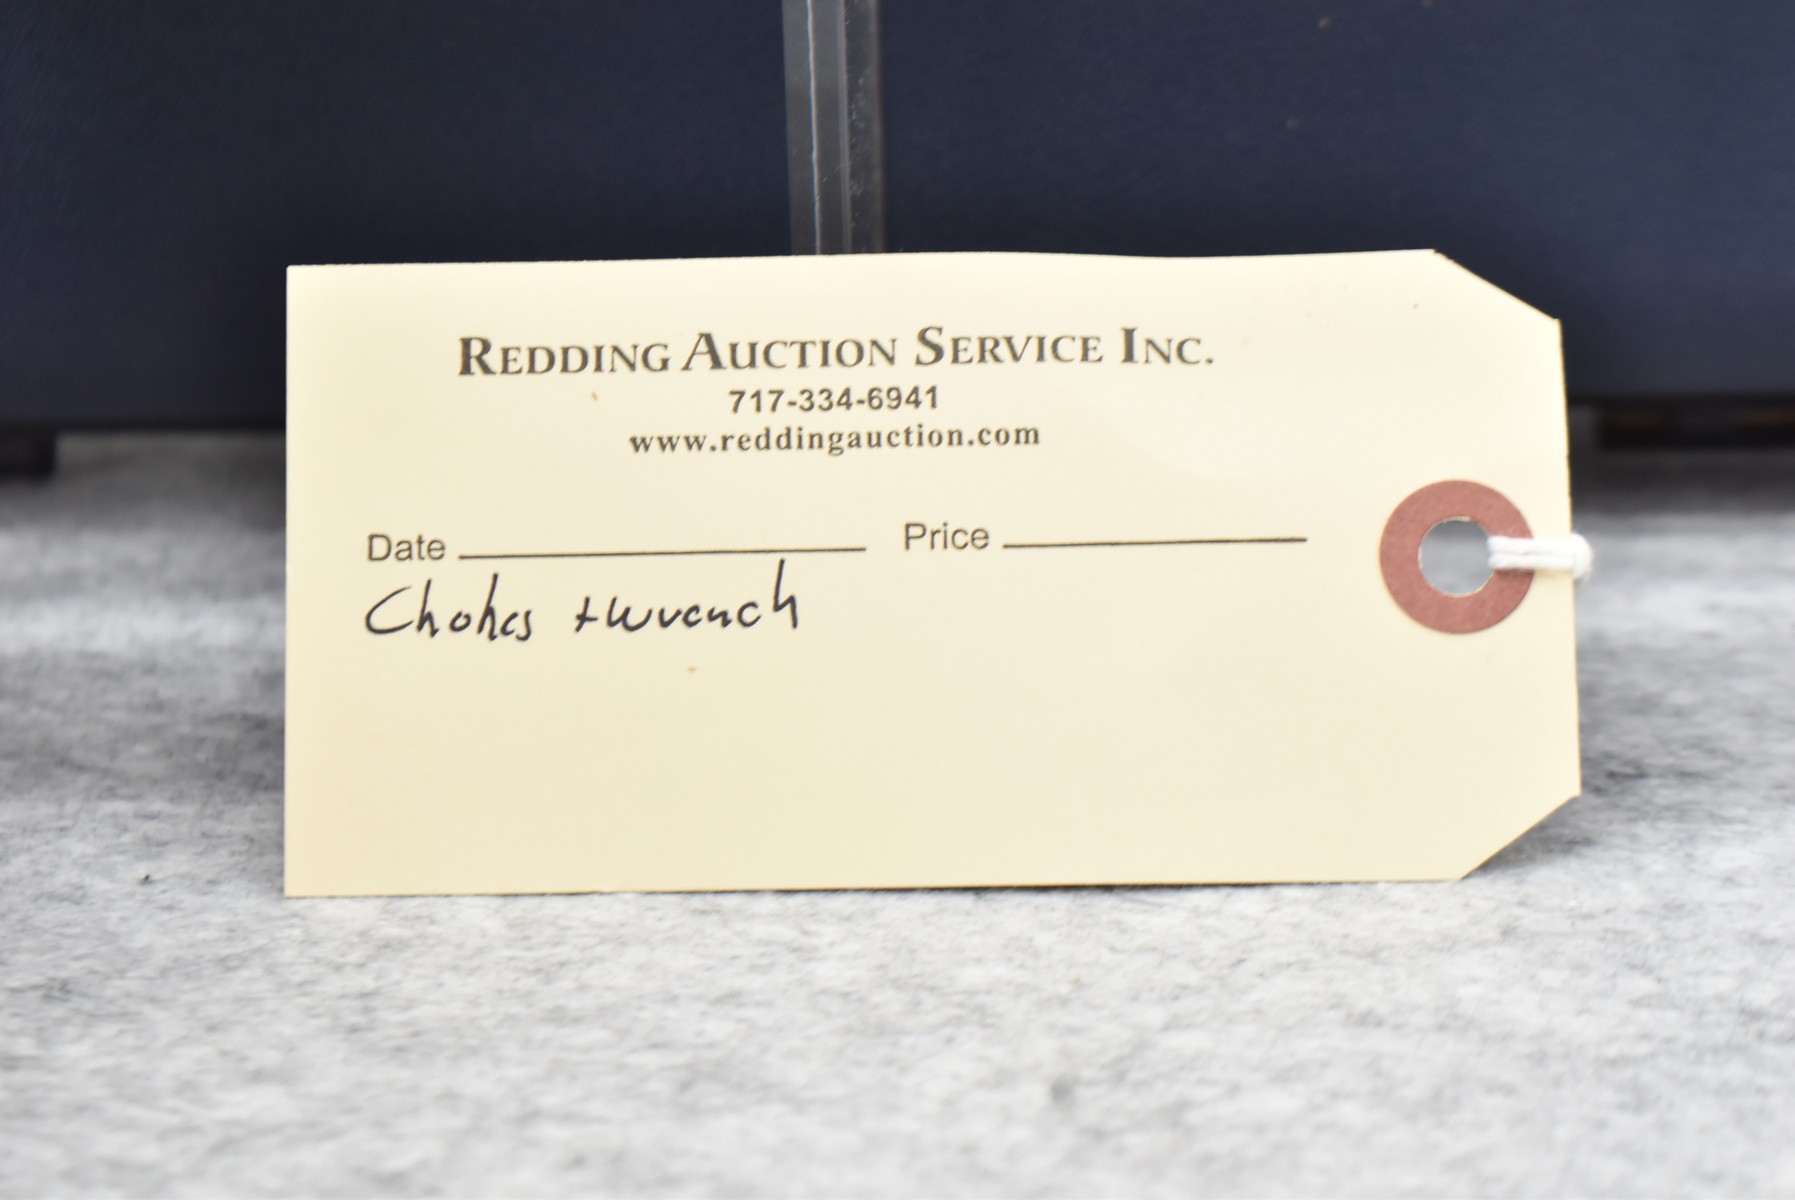 REDDING AUCTION SERVICE INC.
717-334-6941
www.reddingauction.com
Date Price
Chokes + Wrench